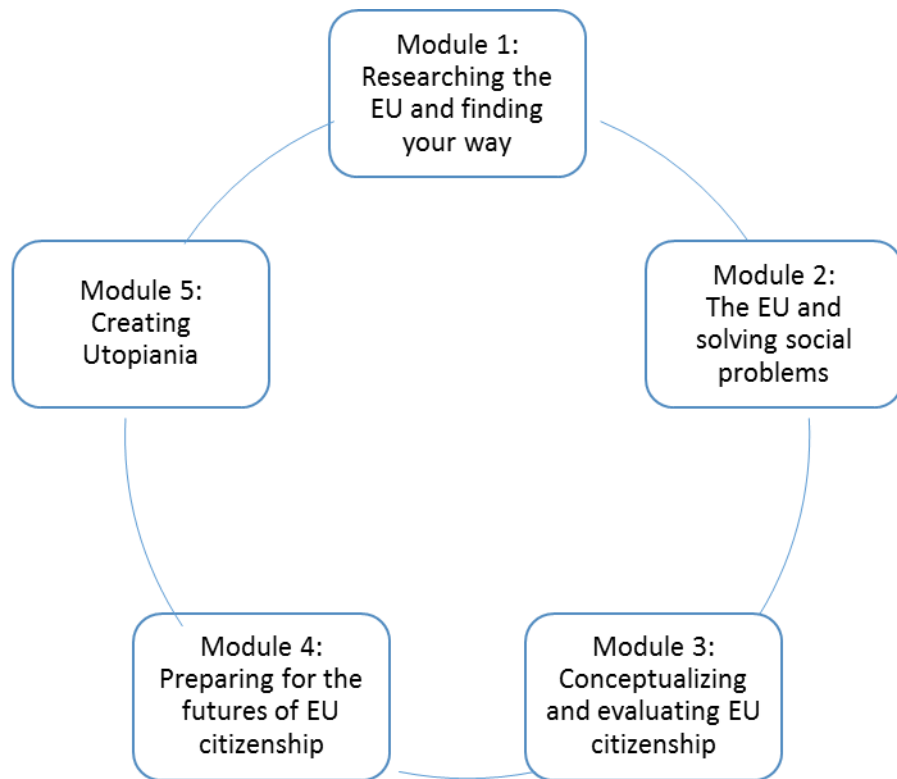 Module 1:
Researching the
EU and finding
your way
Module 2:
The EU and
solving social
problems
Module 3:
Conceptualizing
and evaluating EU
citizenship
Module 4:
Preparing for the
futures of EU
citizenship
Module 5:
Creating
Utopiania